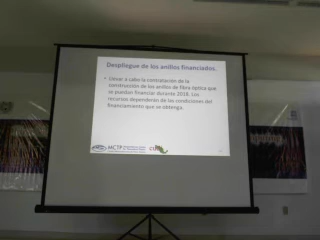 Despliegue de los anillos financiados.
• Llevar a cabo la contratación de la
construcción de los anillos de fibra óptica que
se puedan financiar durante 2018. Los
recursos dependerán de las condiciones del
financiamiento que se obtenga.
MCTP